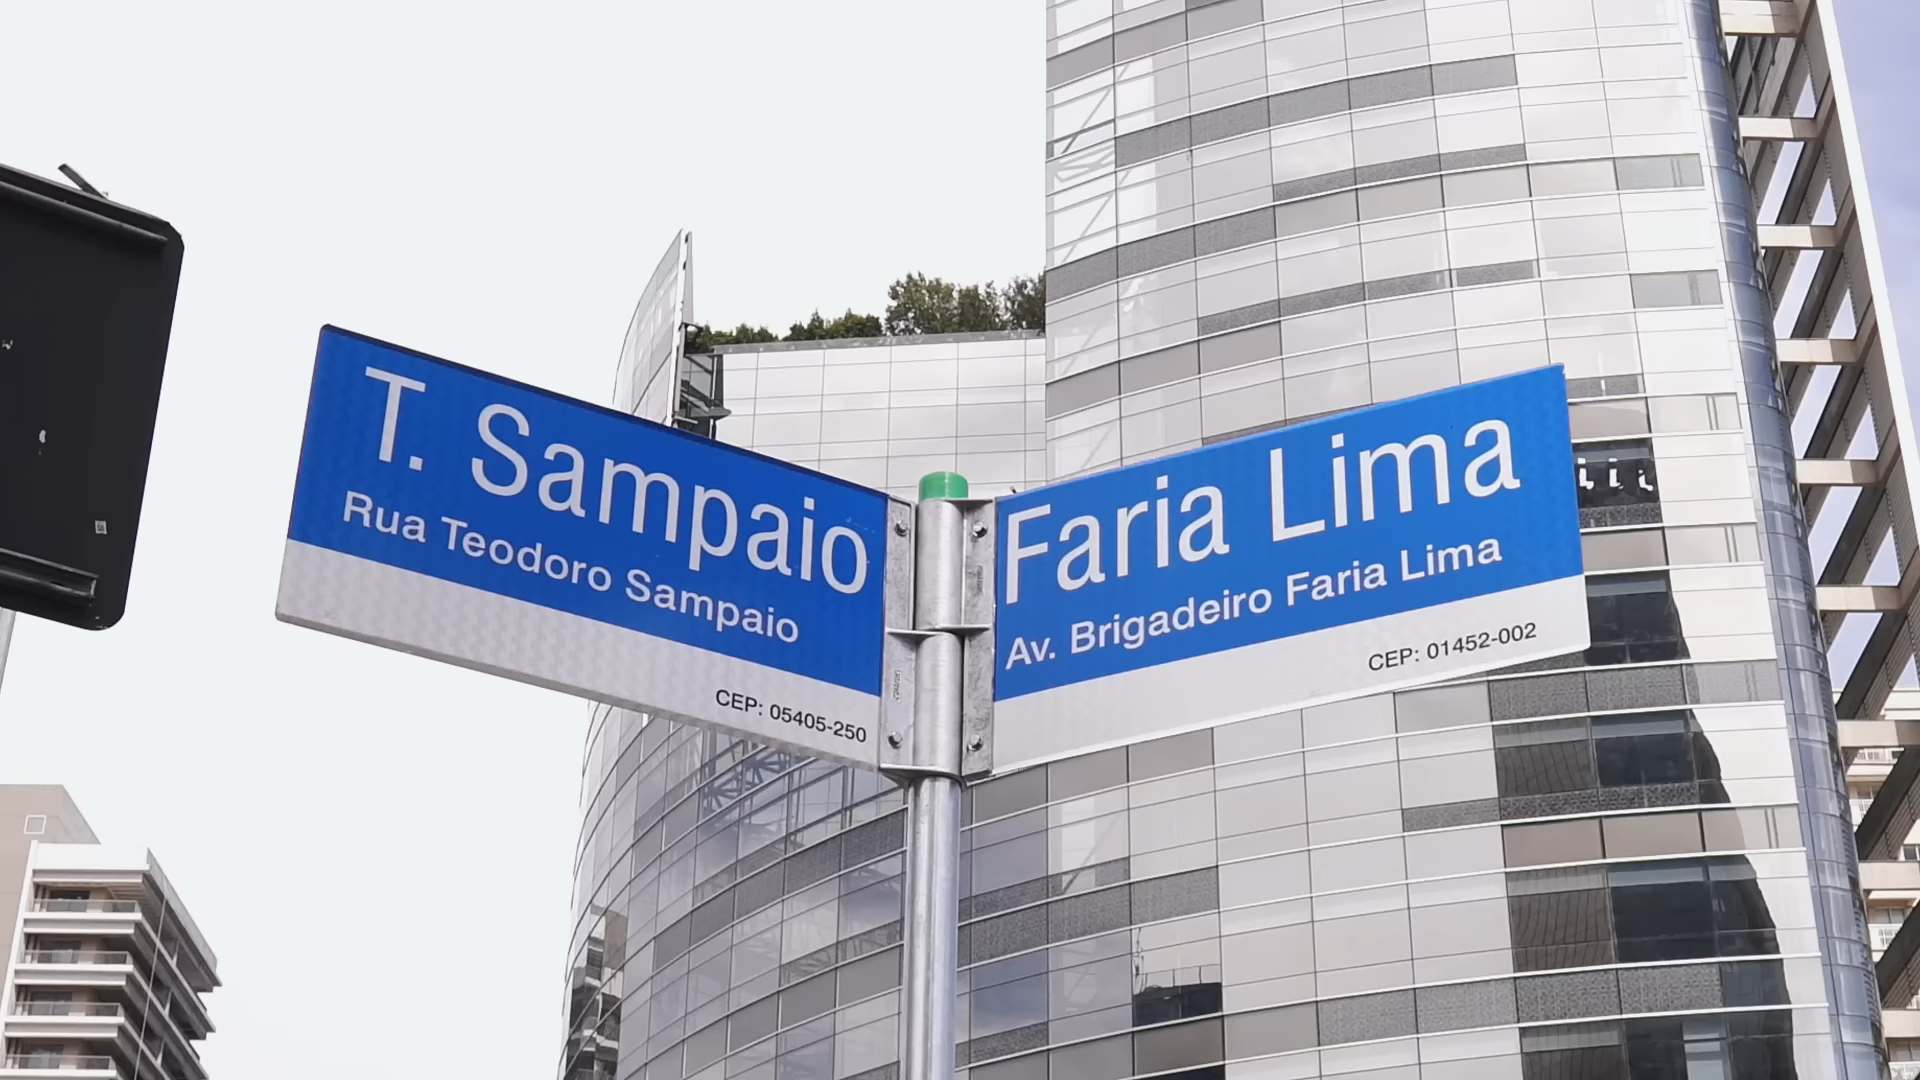 T. Sampaio
Rua Teodoro Sampaio
CEP: 05405-250
Faria Lima
Av. Brigadeiro Faria Lima
CEP: 01452-002